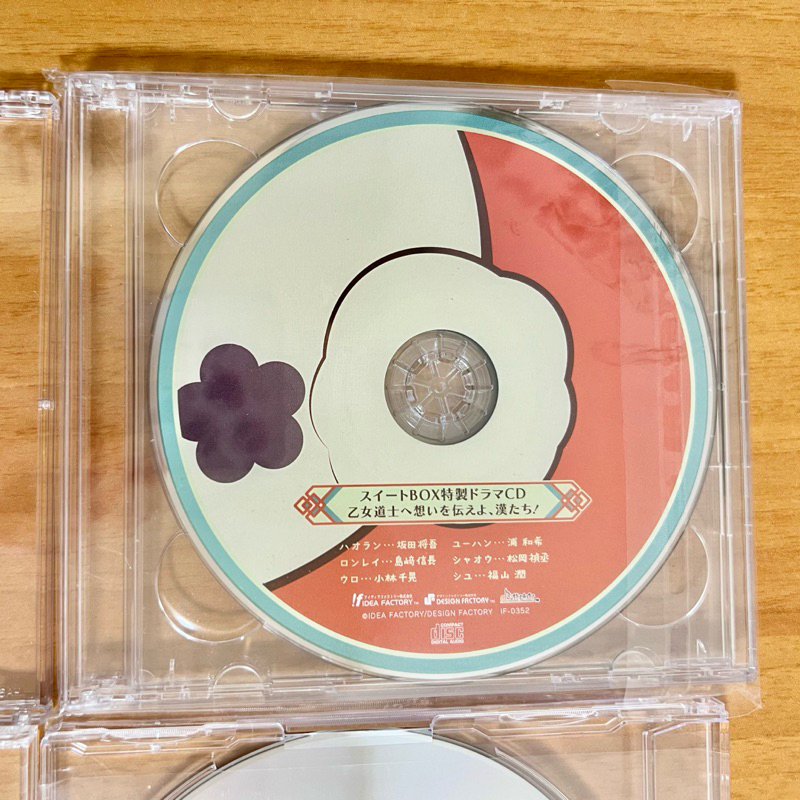 スイートBOX特製ドラマCD
乙女道士へ想いを伝えよ、漢たち!
ハオラン…坂田将吾 ユーハン…浦 和希
ロンレイ…島﨑信長 シャオウ…松岡禎丞
ウロ…小林千晃 シユ…福山 潤
IDEA FACTORY™ DESIGN FACTORY™
©IDEA FACTORY/DESIGN FACTORY IF-0352
COMPACT
disc
DIGITAL AUDIO